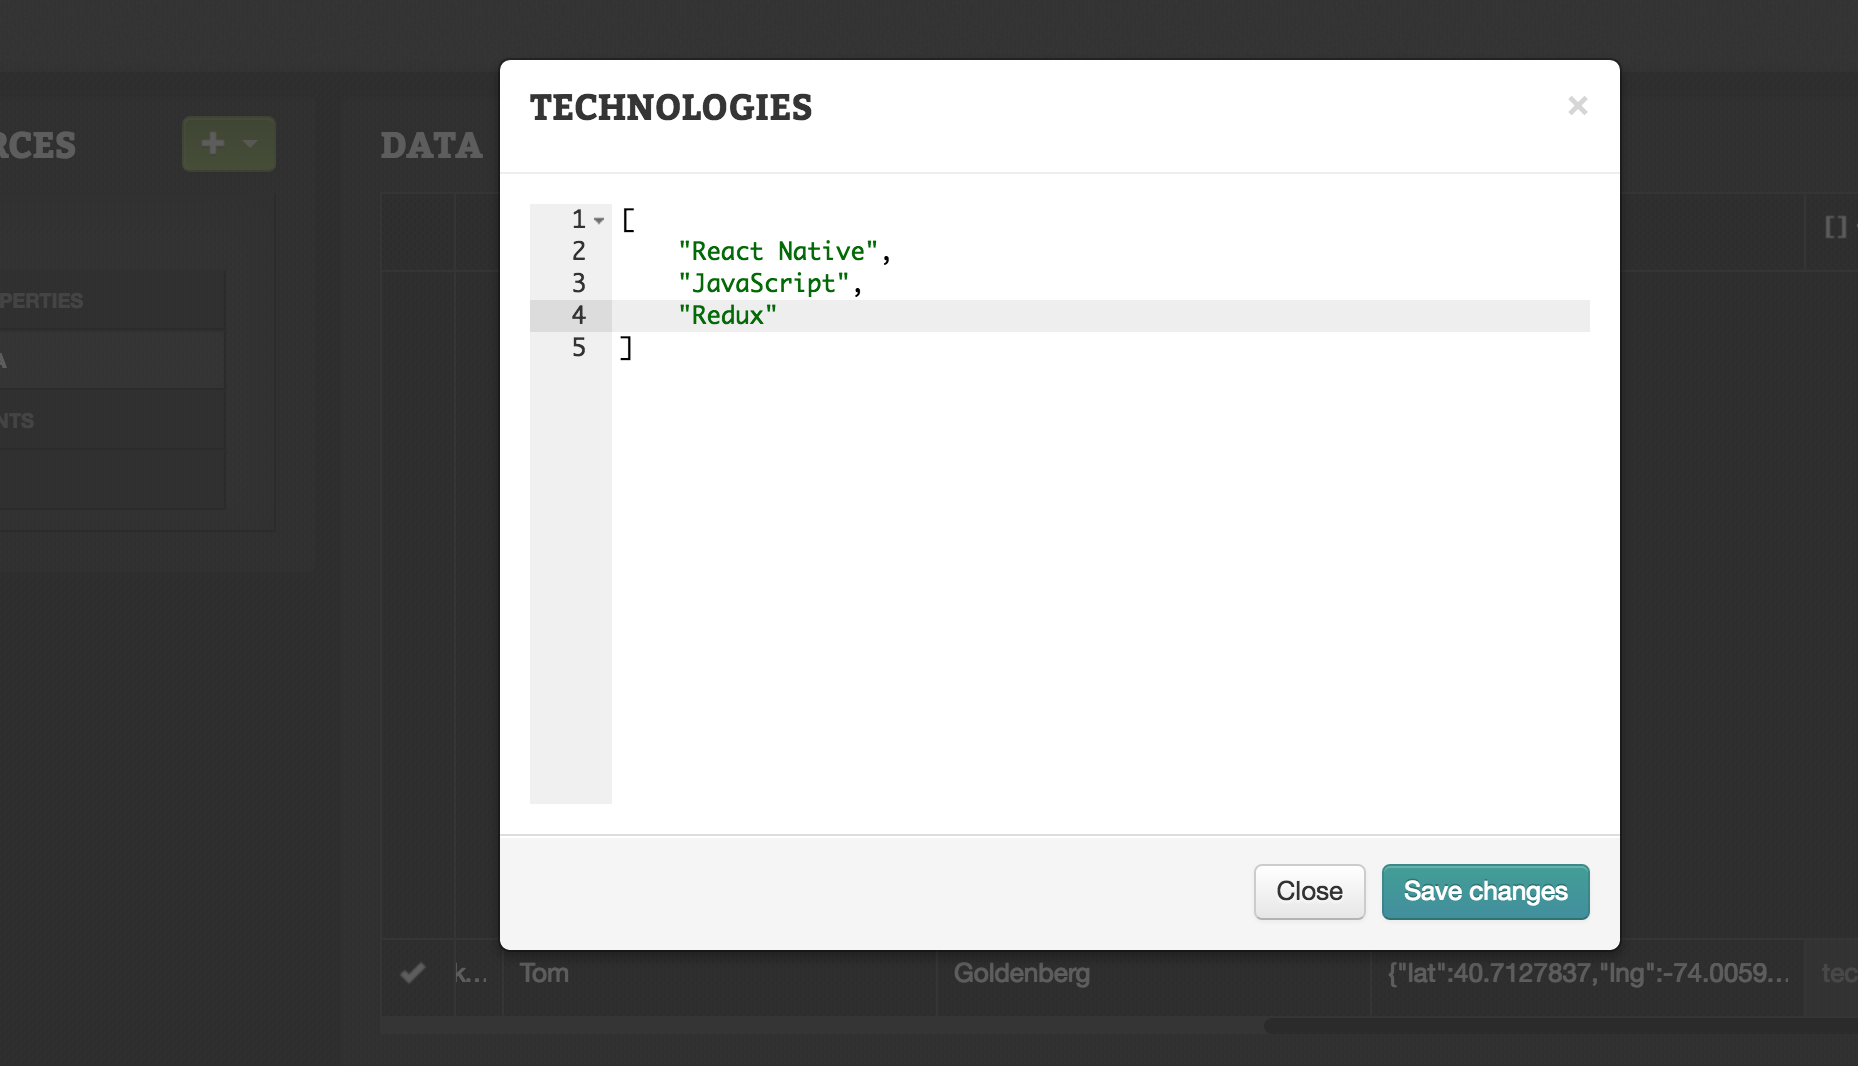 TECHNOLOGIES
×
RCES
DATA
[]
PERTIES
A
NTS
1 [
2 "React Native",
3 "JavaScript",
4 "Redux"
5 ]
Close
Save changes
k... Tom Goldenberg {"lat":40.7127837,"lng":-74.0059... tec